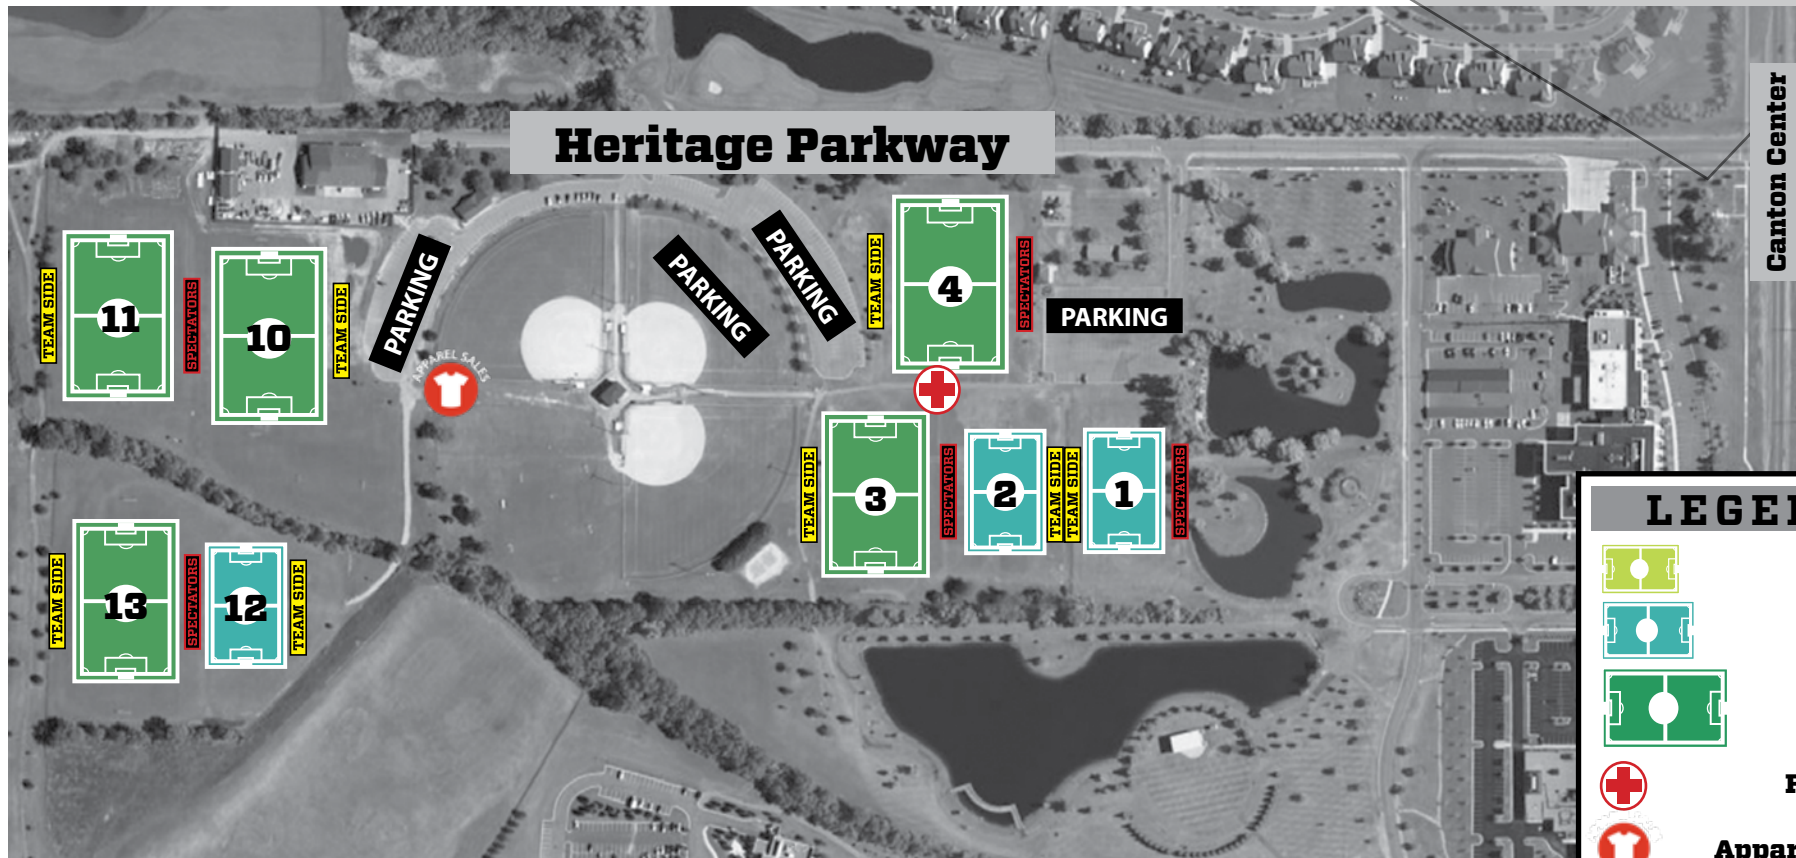 Heritage Parkway
Canton Center
TEAM SIDE
11
SPECTATORS
10
TEAM SIDE
PARKING
APPAREL SALES
PARKING
PARKING
TEAM SIDE
4
SPECTATORS
PARKING
TEAM SIDE
3
SPECTATORS
2
TEAM SIDE
TEAM SIDE
1
SPECTATORS
TEAM SIDE
13
SPECTATORS
12
TEAM SIDE